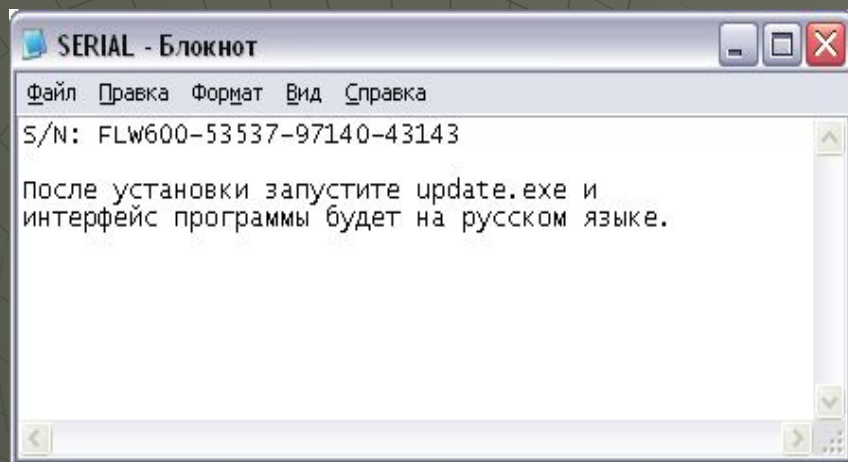 SERIAL - Блокнот
Файл Правка Формат Вид Справка
S/N: FLW600-53537-97140-43143
После установки запустите update.exe и
интерфейс программы будет на русском языке.